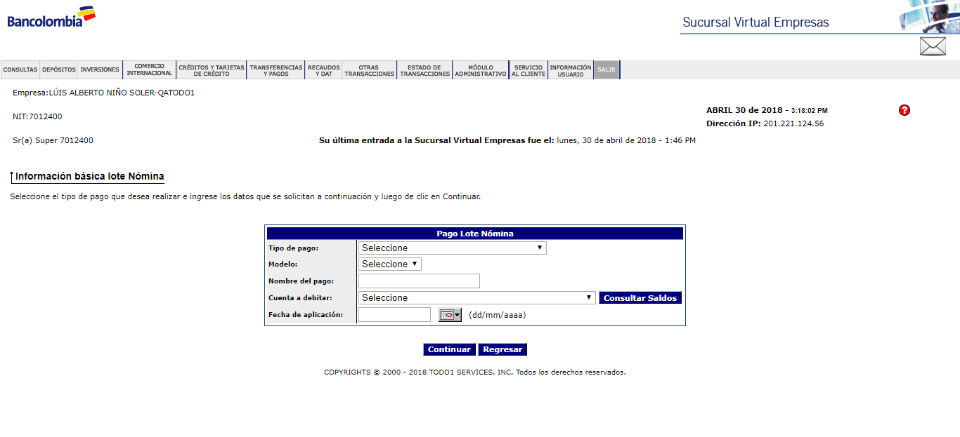 Bancolombia
Sucursal Virtual Empresas
CONSULTAS DEPÓSITOS INVERSIONES COMERCIO INTERNACIONAL CRÉDITOS Y TARJETAS DE CRÉDITO TRANSFERENCIAS Y PAGOS RECAUDOS Y DAT OTRAS TRANSACCIONES ESTADO DE TRANSACCIONES MÓDULO ADMINISTRATIVO SERVICIO AL CLIENTE INFORMACIÓN USUARIO SALIR
Empresa:LÚIS ALBERTO NIÑO SOLER-QATODO1
ABRIL 30 de 2018 - 3:18:02 PM
NIT:7012400
Dirección IP: 201.221.124.56
Sr(a) Super 7012400
Su última entrada a la Sucursal Virtual Empresas fue el: lunes, 30 de abril de 2018 - 1:46 PM
Información básica lote Nómina
Seleccione el tipo de pago que desea realizar e ingrese los datos que se solicitan a continuación y luego de clic en Continuar.
Pago Lote Nómina
Tipo de pago: Seleccione
Modelo: Seleccione
Nombre del pago:
Cuenta a debitar: Seleccione Consultar Saldos
Fecha de aplicación: (dd/mm/aaaa)
Continuar Regresar
COPYRIGHTS © 2000 - 2018 TODO1 SERVICES, INC. Todos los derechos reservados.